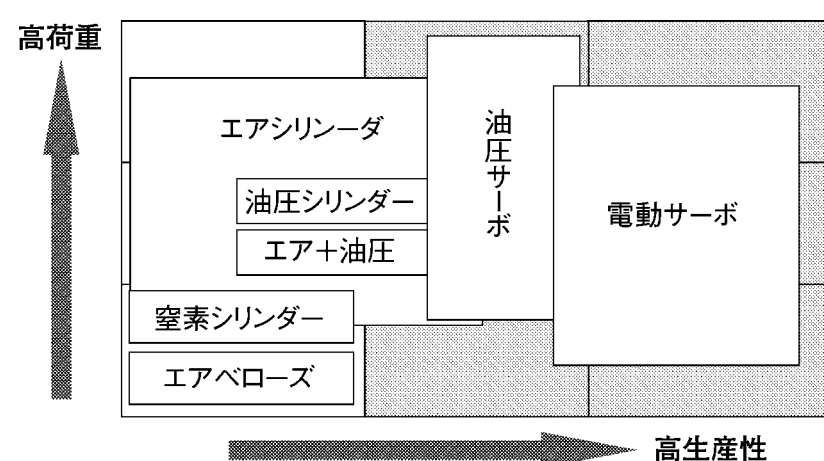 高荷重
エアシリンーダ
油圧サーボ
油圧シリンダー
エア＋油圧
電動サーボ
窒素シリンダー
エアベローズ
高生産性